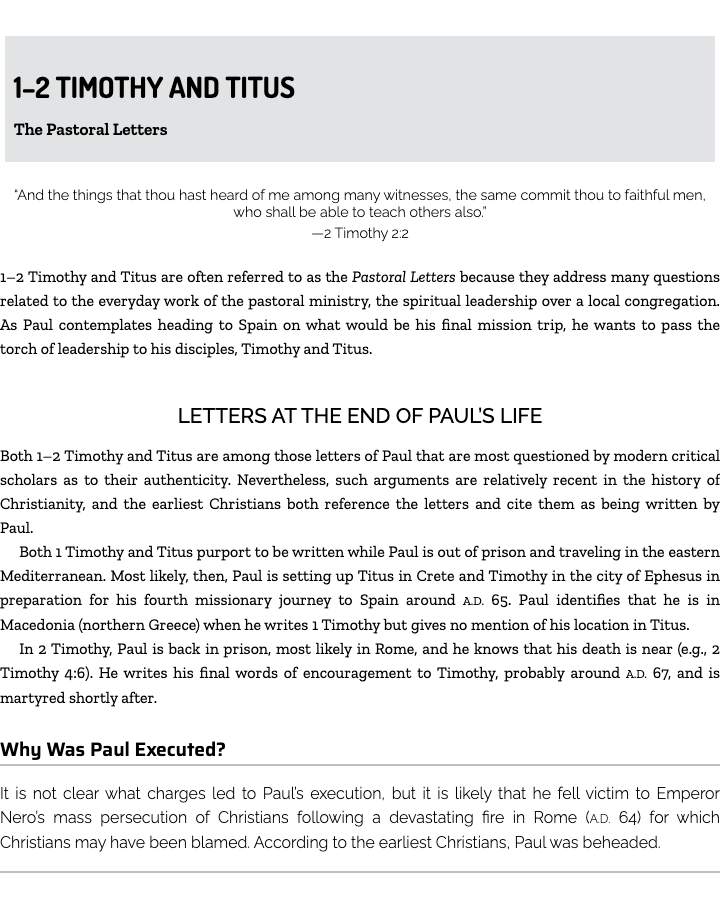 1–2 TIMOTHY AND TITUS
The Pastoral Letters
“And the things that thou hast heard of me among many witnesses, the same commit thou to faithful men,
who shall be able to teach others also.”
—2 Timothy 2:2
1–2 Timothy and Titus are often referred to as the Pastoral Letters because they address many questions
related to the everyday work of the pastoral ministry, the spiritual leadership over a local congregation.
As Paul contemplates heading to Spain on what would be his final mission trip, he wants to pass the
torch of leadership to his disciples, Timothy and Titus.
LETTERS AT THE END OF PAUL’S LIFE
Both 1–2 Timothy and Titus are among those letters of Paul that are most questioned by modern critical
scholars as to their authenticity. Nevertheless, such arguments are relatively recent in the history of
Christianity, and the earliest Christians both reference the letters and cite them as being written by
Paul.
Both 1 Timothy and Titus purport to be written while Paul is out of prison and traveling in the eastern
Mediterranean. Most likely, then, Paul is setting up Titus in Crete and Timothy in the city of Ephesus in
preparation for his fourth missionary journey to Spain around A.D. 65. Paul identifies that he is in
Macedonia (northern Greece) when he writes 1 Timothy but gives no mention of his location in Titus.
In 2 Timothy, Paul is back in prison, most likely in Rome, and he knows that his death is near (e.g., 2
Timothy 4:6). He writes his final words of encouragement to Timothy, probably around A.D. 67, and is
martyred shortly after.
Why Was Paul Executed?
It is not clear what charges led to Paul’s execution, but it is likely that he fell victim to Emperor
Nero’s mass persecution of Christians following a devastating fire in Rome (A.D. 64) for which
Christians may have been blamed. According to the earliest Christians, Paul was beheaded.